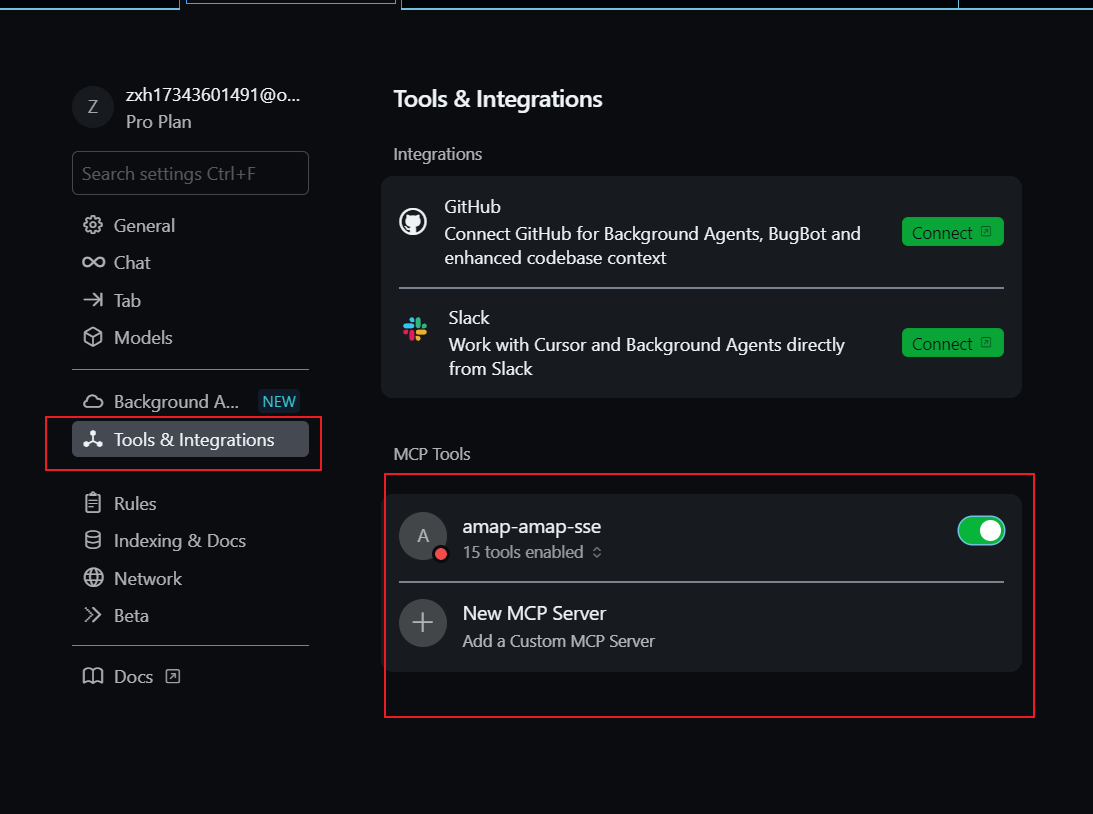 Z
zxh17343601491@o...
Pro Plan
Search settings Ctrl+F
General
Chat
Tab
Models
Background A... NEW
Tools & Integrations
Rules
Indexing & Docs
Network
Beta
Docs
Tools & Integrations
Integrations
GitHub
Connect GitHub for Background Agents, BugBot and
enhanced codebase context
Connect
Slack
Work with Cursor and Background Agents directly
from Slack
Connect
MCP Tools
A
amap-amap-sse
15 tools enabled
New MCP Server
Add a Custom MCP Server